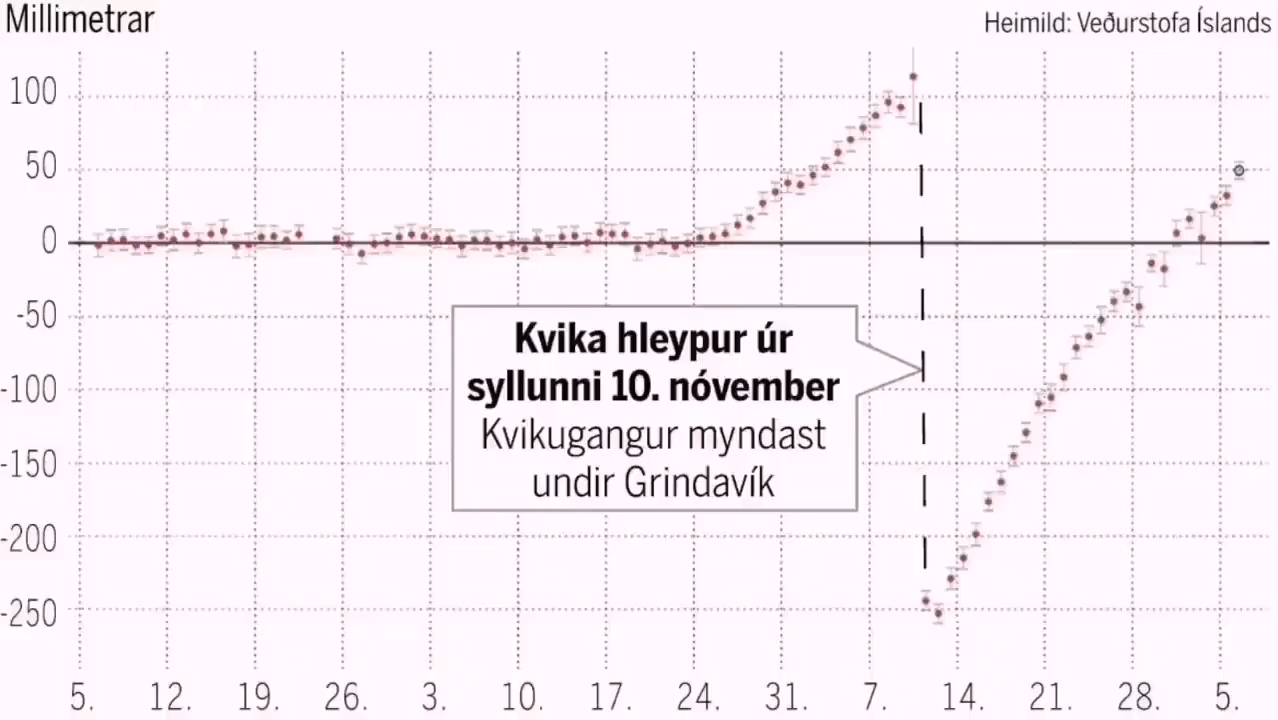 Millimetrar
Heimild: Veðurstofa Íslands
100
50
0
-50
-100
-150
-200
-250
Kvika hleypur úr
syllunni 10. nóvember
Kvikugangur myndast
undir Grindavík
5. 12. 19. 26. 3. 10. 17. 24. 31. 7. 14. 21. 28. 5.